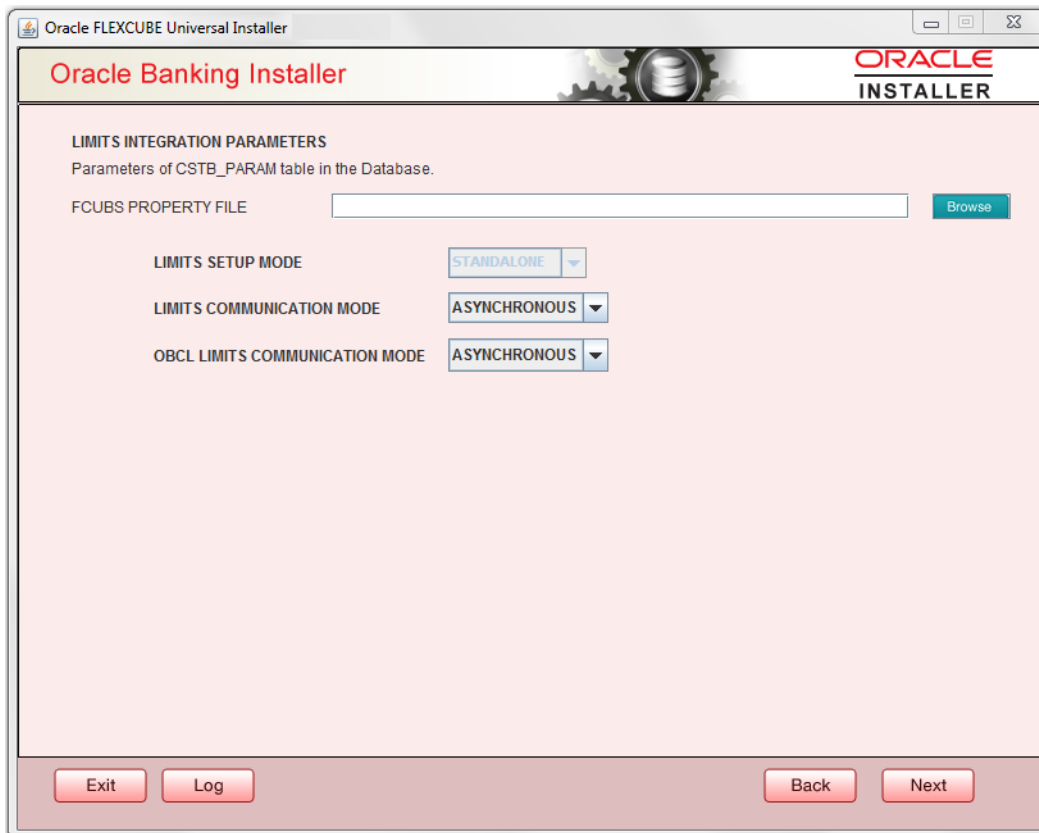 Oracle FLEXCUBE Universal Installer
Oracle Banking Installer
ORACLE
INSTALLER
LIMITS INTEGRATION PARAMETERS
Parameters of CSTB_PARAM table in the Database.
FCUBS PROPERTY FILE Browse
LIMITS SETUP MODE STANDALONE
LIMITS COMMUNICATION MODE ASYNCHRONOUS
OBCL LIMITS COMMUNICATION MODE ASYNCHRONOUS
Exit Log Back Next